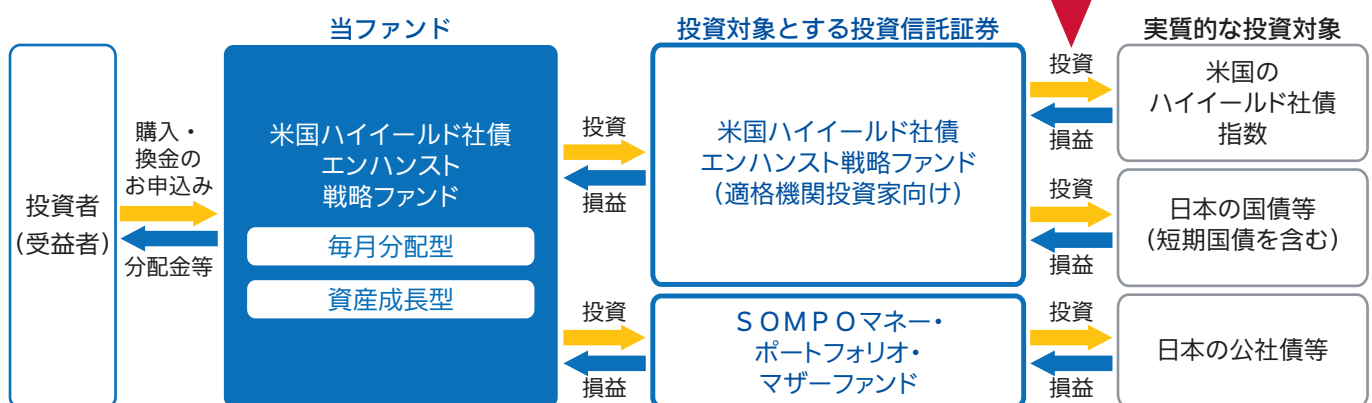 当ファンド
投資対象とする投資信託証券
実質的な投資対象
投資者
(受益者)
購入・
換金の
お申込み
分配金等
米国ハイイールド社債
エンハンスト
戦略ファンド
毎月分配型
資産成長型
投資
損益
投資
損益
米国ハイイールド社債
エンハンスト戦略ファンド
(適格機関投資家向け)
SOMPOマネー・
ポートフォリオ・
マザーファンド
投資
損益
投資
損益
投資
損益
米国の
ハイイールド社債
指数
日本の国債等
(短期国債を含む)
日本の公社債等